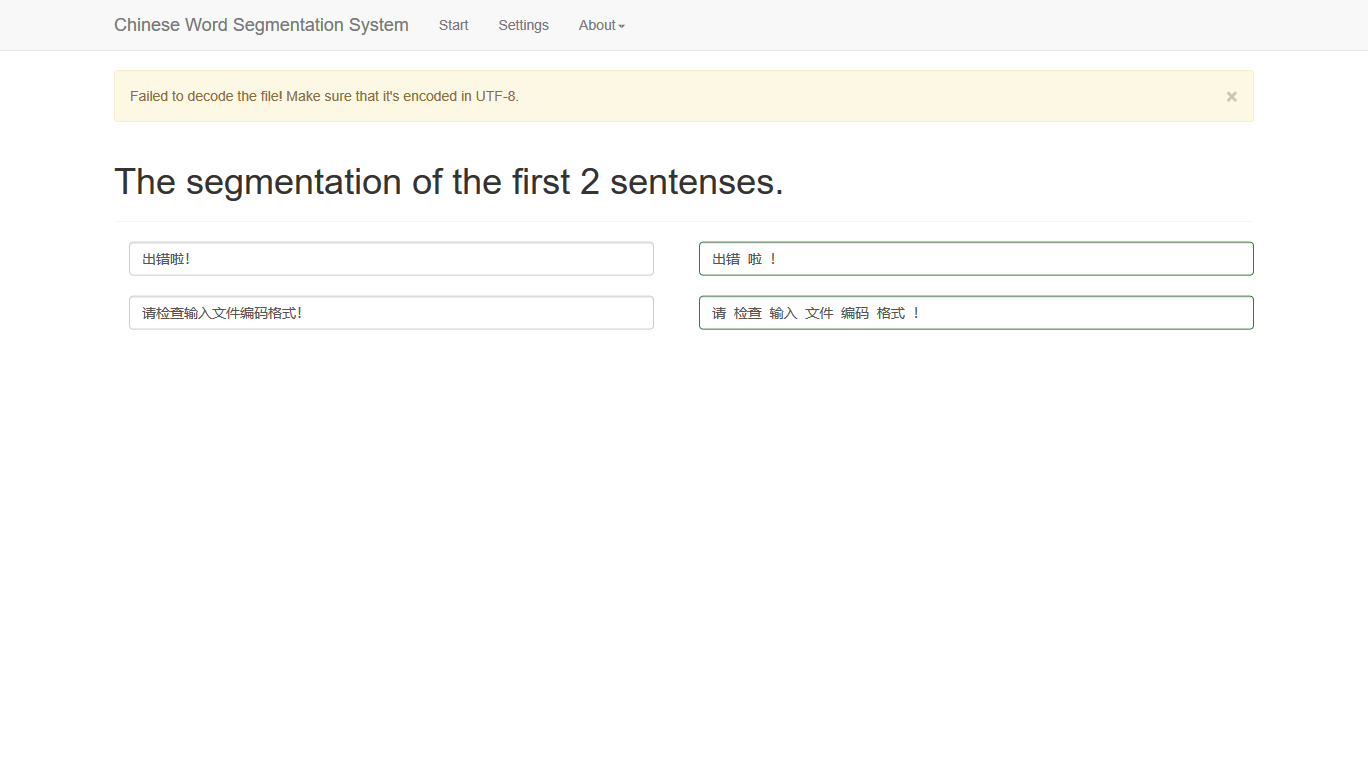 Chinese Word Segmentation System Start Settings About
Failed to decode the file! Make sure that it's encoded in UTF-8. ×
The segmentation of the first 2 sentenses.
出错啦! 出错 啦 !
请检查输入文件编码格式! 请 检查 输入 文件 编码 格式 !